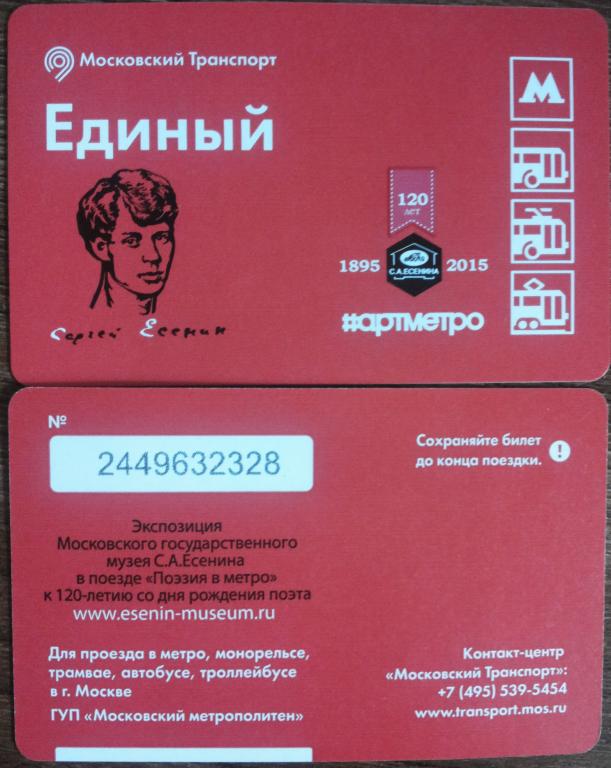 Московский Транспорт
Единый
120
лет
1895 С.А.ЕСЕНИНА 2015
#артметро
Сергей Есенин
№
2449632328
Сохраняйте билет
до конца поездки.
Экспозиция
Московского государственного
музея С.А.Есенина
в поезде «Поэзия в метро»
к 120-летию со дня рождения поэта
www.esenin-museum.ru
Для проезда в метро, монорельсе,
трамвае, автобусе, троллейбусе
в г. Москве
ГУП «Московский метрополитен»
Контакт-центр
«Московский Транспорт»:
+7 (495) 539-5454
www.transport.mos.ru